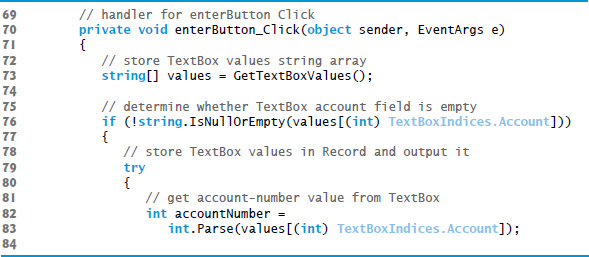 69 // handler for enterButton Click
70 private void enterButton_Click(object sender, EventArgs e)
71 {
72 // store TextBox values string array
73 string[] values = GetTextBoxValues();
74
75 // determine whether TextBox account field is empty
76 if (!string.IsNullOrEmpty(values[(int) TextBoxIndices.Account]))
77 {
78 // store TextBox values in Record and output it
79 try
80 {
81 // get account-number value from TextBox
82 int accountNumber =
83 int.Parse(values[(int) TextBoxIndices.Account]);
84